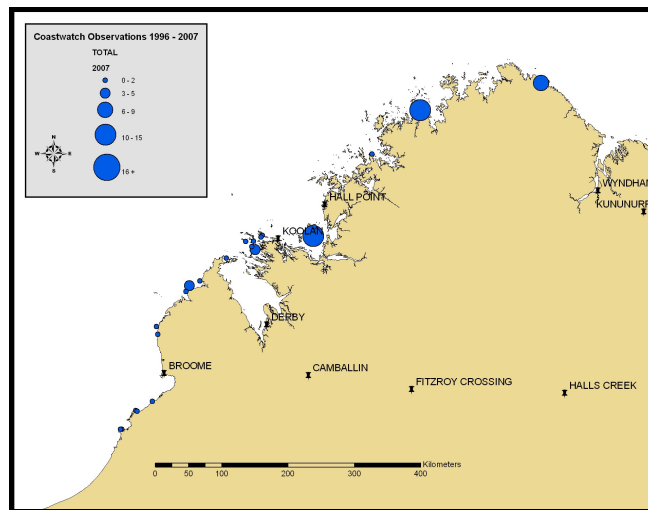 Coastwatch Observations 1996 - 2007
TOTAL
2007
0 - 2
3 - 5
6 - 9
10 - 15
16 +
N
W E
S
WYNDHAM
KUNUNURR
HALL POINT
KOOLAN
DERBY
BROOME
CAMBALLIN
FITZROY CROSSING
HALLS CREEK
Kilometers
0 50 100 200 300 400